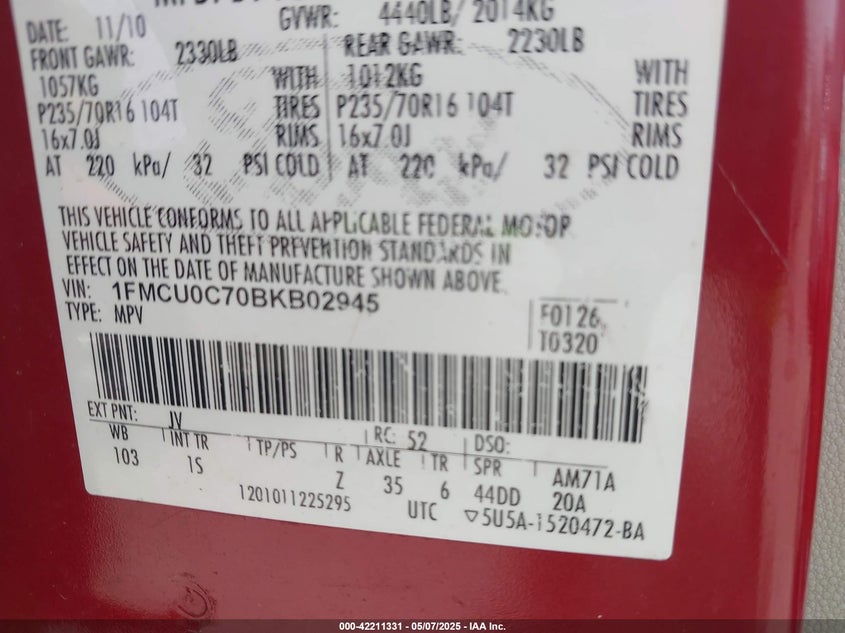 DATE: 11/10
GVWR: 4440LB/ 2014KG
FRONT GAWR: 2330LB
REAR GAWR: 2230LB
1057KG WITH
1012KG WITH
P235/70R16 104T TIRES
P235/70R16 104T TIRES
16x7.0J RIMS
16x7.0J RIMS
AT 220 kPa/ 32 PSI COLD
AT 220 kPa/ 32 PSI COLD
THIS VEHICLE CONFORMS TO ALL APPLICABLE FEDERAL MOTOR
VEHICLE SAFETY AND THEFT PREVENTION STANDARDS IN
EFFECT ON THE DATE OF MANUFACTURE SHOWN ABOVE.
VIN: 1FMCU0C70BKB02945
TYPE: MPV
F0126
T0320
EXT PNT: JV
RC: 52
DSO:
WB INT TR TP/PS R AXLE TR SPR
103 1S Z 35 6 44DD
AM71A
20A
1201011225295
UTC
▽5U5A-1520472-BA
000-42211331 - 05/07/2025 - IAA Inc.